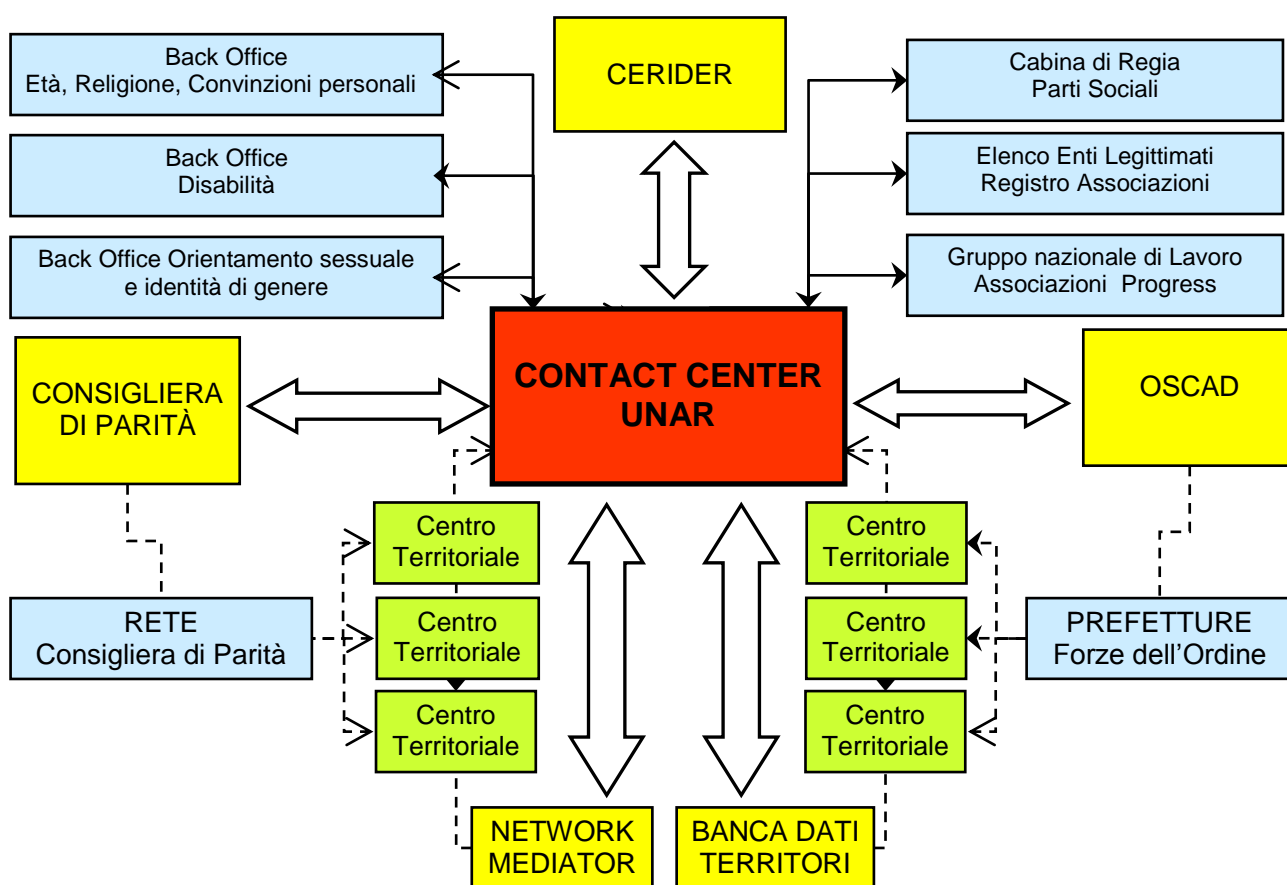 Back Office
Età, Religione, Convinzioni personali
CERIDER
Cabina di Regia
Parti Sociali
Back Office
Disabilità
Elenco Enti Legittimati
Registro Associazioni
Back Office Orientamento sessuale
e identità di genere
Gruppo nazionale di Lavoro
Associazioni Progress
CONSIGLIERA
DI PARITÀ
CONTACT CENTER
UNAR
OSCAD
Centro
Territoriale
Centro
Territoriale
RETE
Consigliera di Parità
Centro
Territoriale
Centro
Territoriale
PREFETTURE
Forze dell’Ordine
Centro
Territoriale
Centro
Territoriale
NETWORK
MEDIATOR
BANCA DATI
TERRITORI